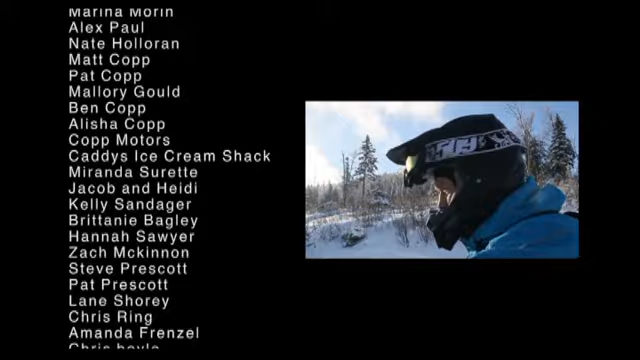 Marina Morin
Alex Paul
Nate Holloran
Matt Copp
Pat Copp
Mallory Gould
Ben Copp
Alisha Copp
Copp Motors
Caddys Ice Cream Shack
Miranda Surette
Jacob and Heidi
Kelly Sandager
Brittanie Bagley
Hannah Sawyer
Zach Mckinnon
Steve Prescott
Pat Prescott
Lane Shorey
Chris Ring
Amanda Frenzel
Chris